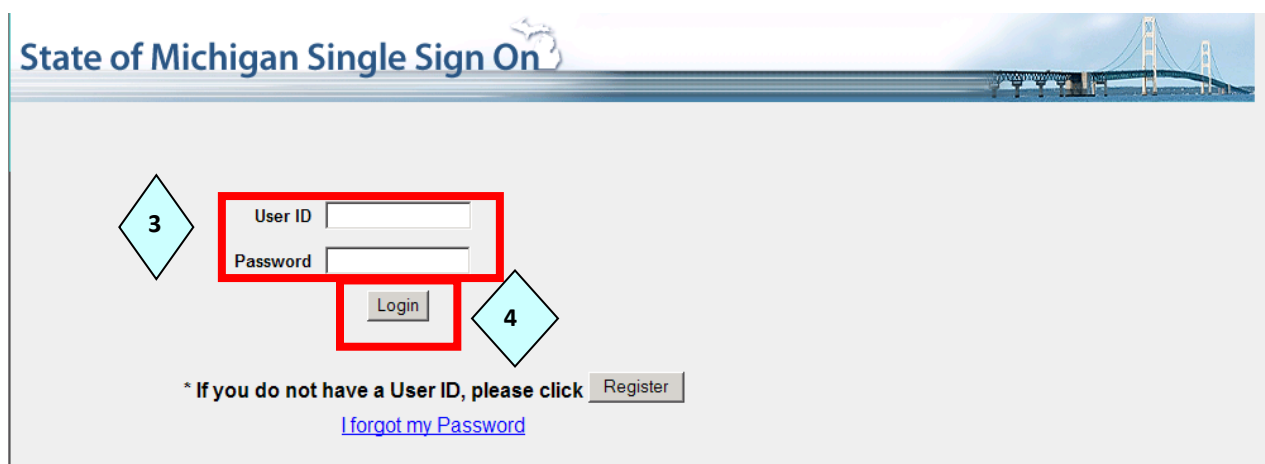 State of Michigan Single Sign On
3
User ID
Password
Login
4
* If you do not have a User ID, please click Register
I forgot my Password